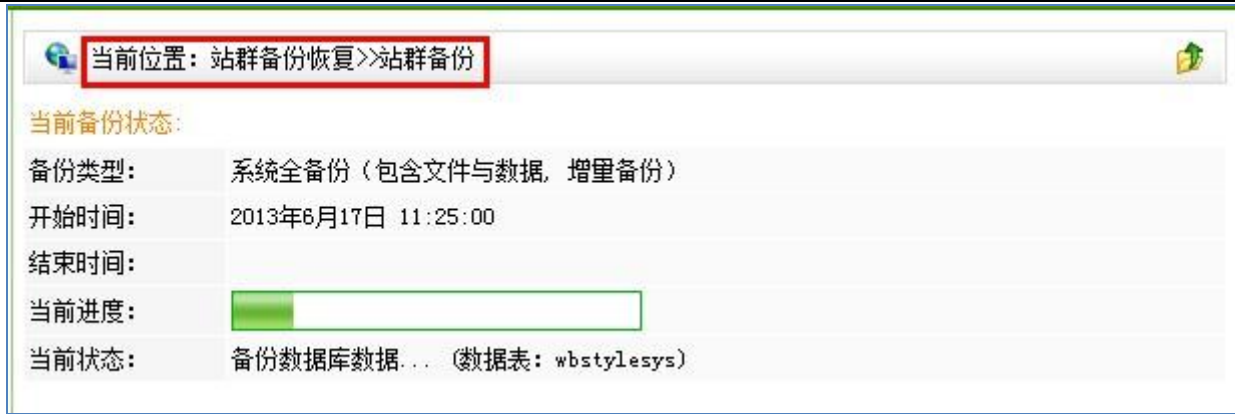 当前位置：站群备份恢复>>站群备份
当前备份状态:
备份类型： 系统全备份（包含文件与数据，增量备份）
开始时间： 2013年6月17日 11:25:00
结束时间：
当前进度：
当前状态： 备份数据库数据... （数据表：wbstylesys）